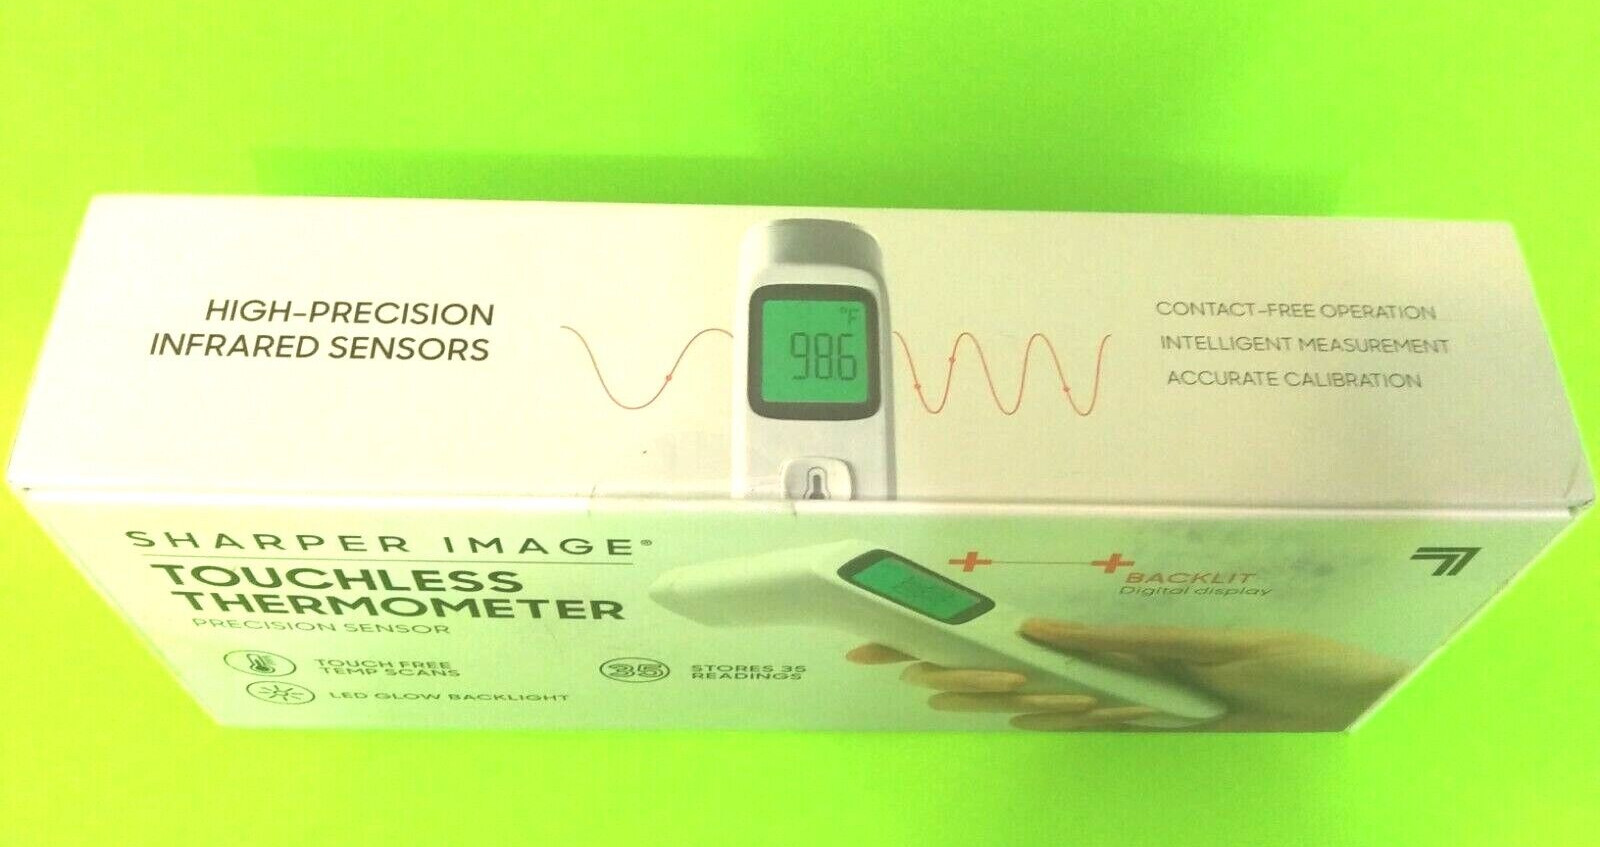 HIGH-PRECISION
INFRARED SENSORS
°F
98.6
CONTACT-FREE OPERATION
INTELLIGENT MEASUREMENT
ACCURATE CALIBRATION
SHARPER IMAGE®
TOUCHLESS
THERMOMETER
PRECISION SENSOR
TOUCH FREE
TEMP SCANS
LED GLOW BACKLIGHT
35
STORES 35
READINGS
BACKLIT
Digital display